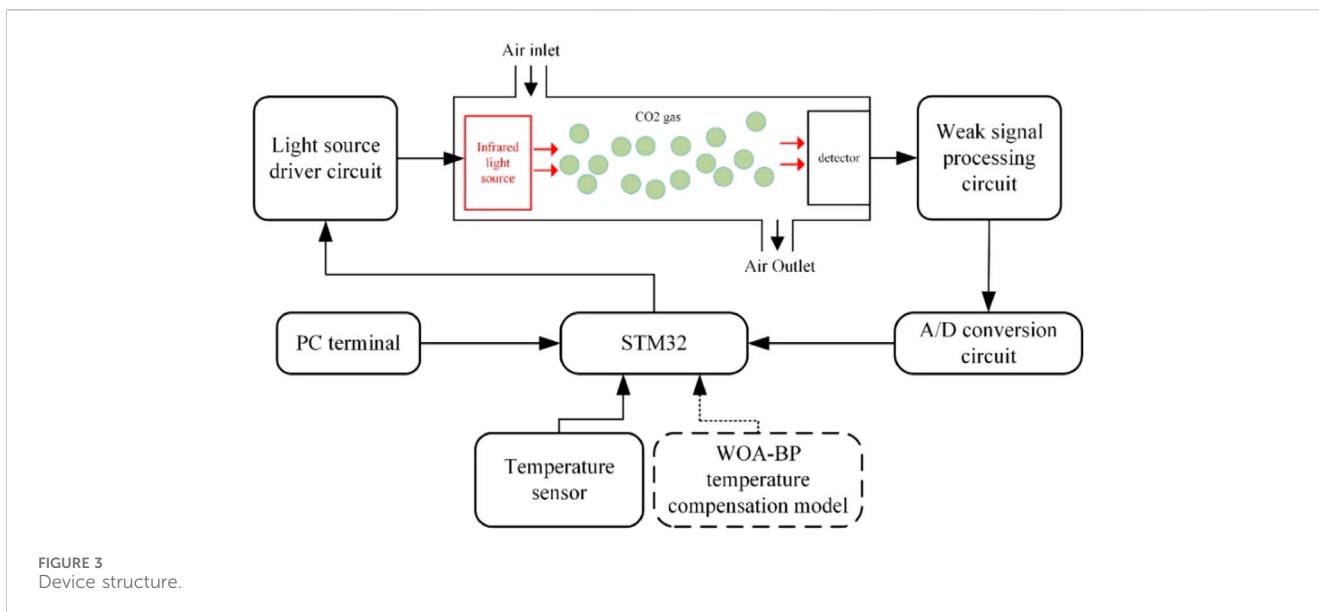 Air inlet
Light source
driver circuit
Infrared
light
source
CO2 gas
detector
Weak signal
processing
circuit
Air Outlet
PC terminal
STM32
A/D conversion
circuit
Temperature
sensor
WOA-BP
temperature
compensation model
FIGURE 3
Device structure.